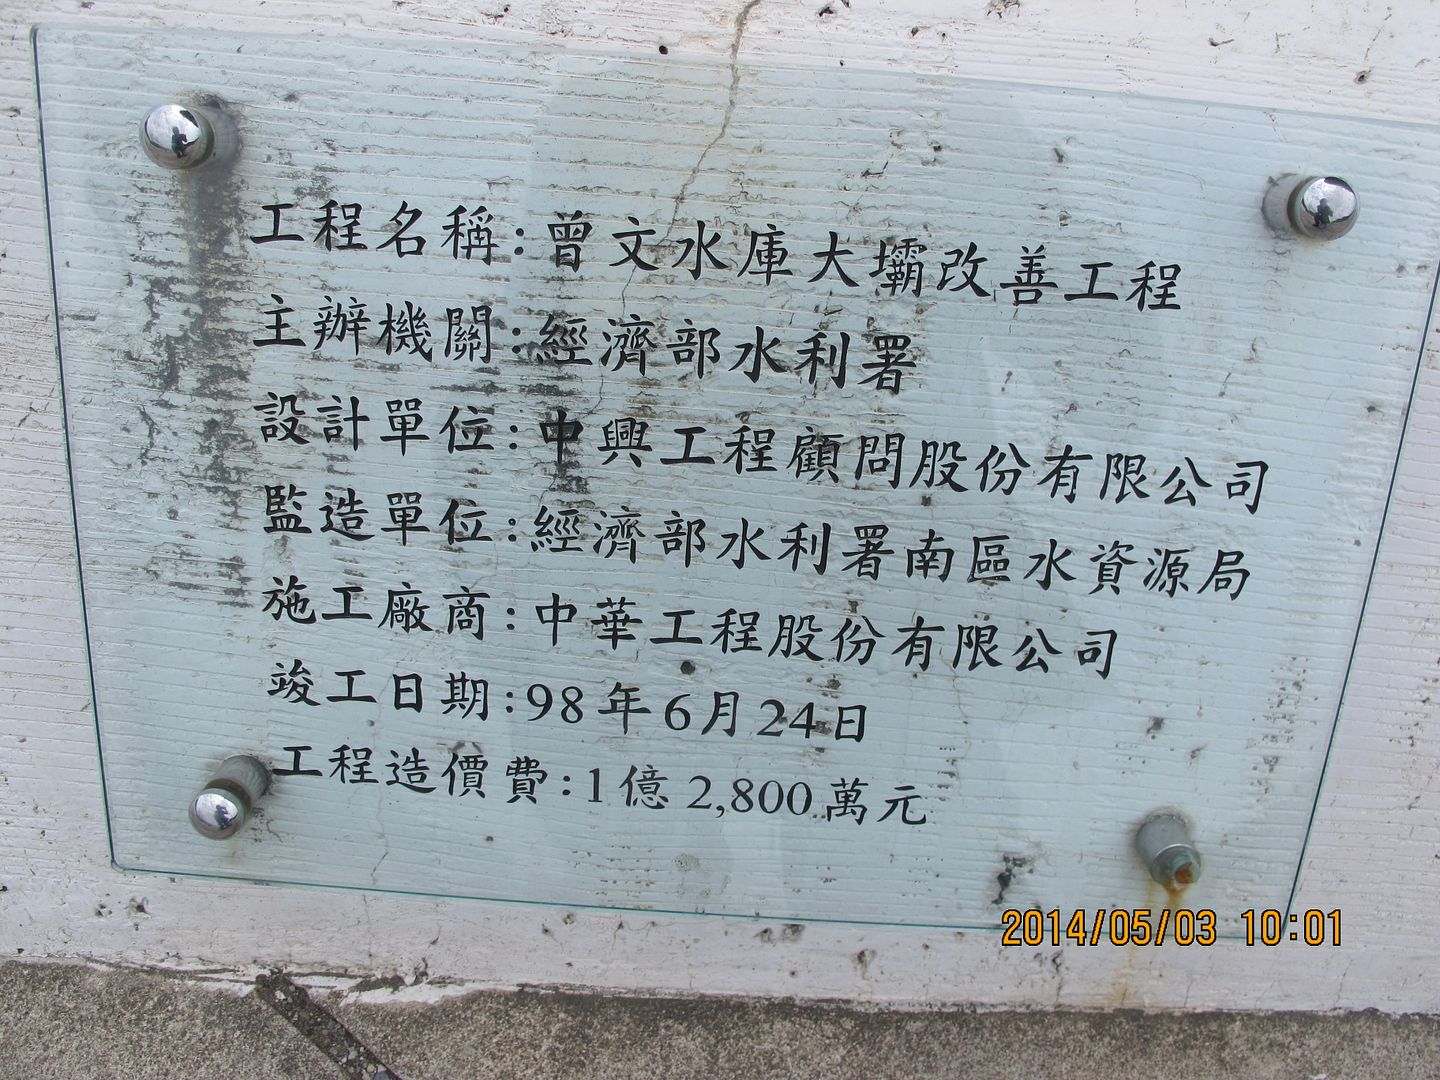 工程名稱:曾文水庫大壩改善工程
主辦機關:經濟部水利署
設計單位:中興工程顧問股份有限公司
監造單位:經濟部水利署南區水資源局
施工廠商:中華工程股份有限公司
竣工日期:98年6月24日
工程造價費:1億2,800萬元
2014/05/03 10:01